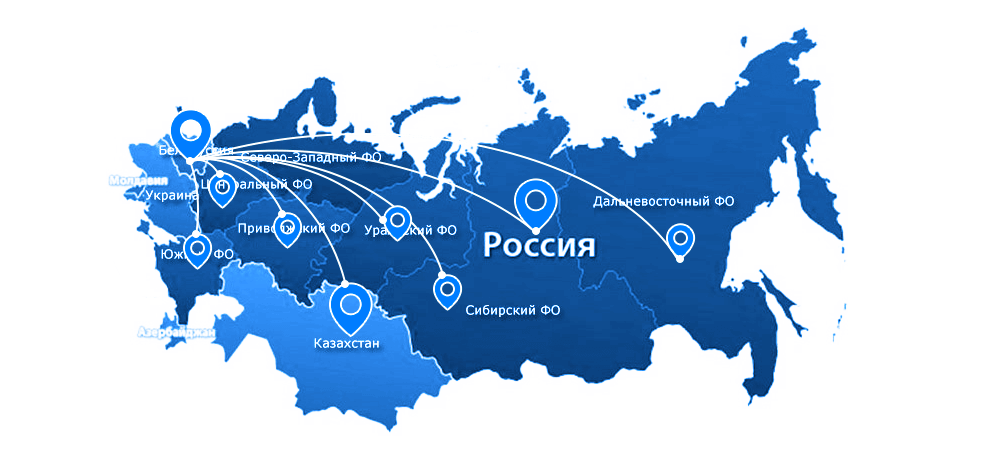 Беларуссия
Северо-Западный ФО
Молдавия
Центральный ФО
Украина
Дальневосточный ФО
Приволжский ФО
Уральский ФО
Россия
Южный ФО
Сибирский ФО
Азербайджан
Казахстан